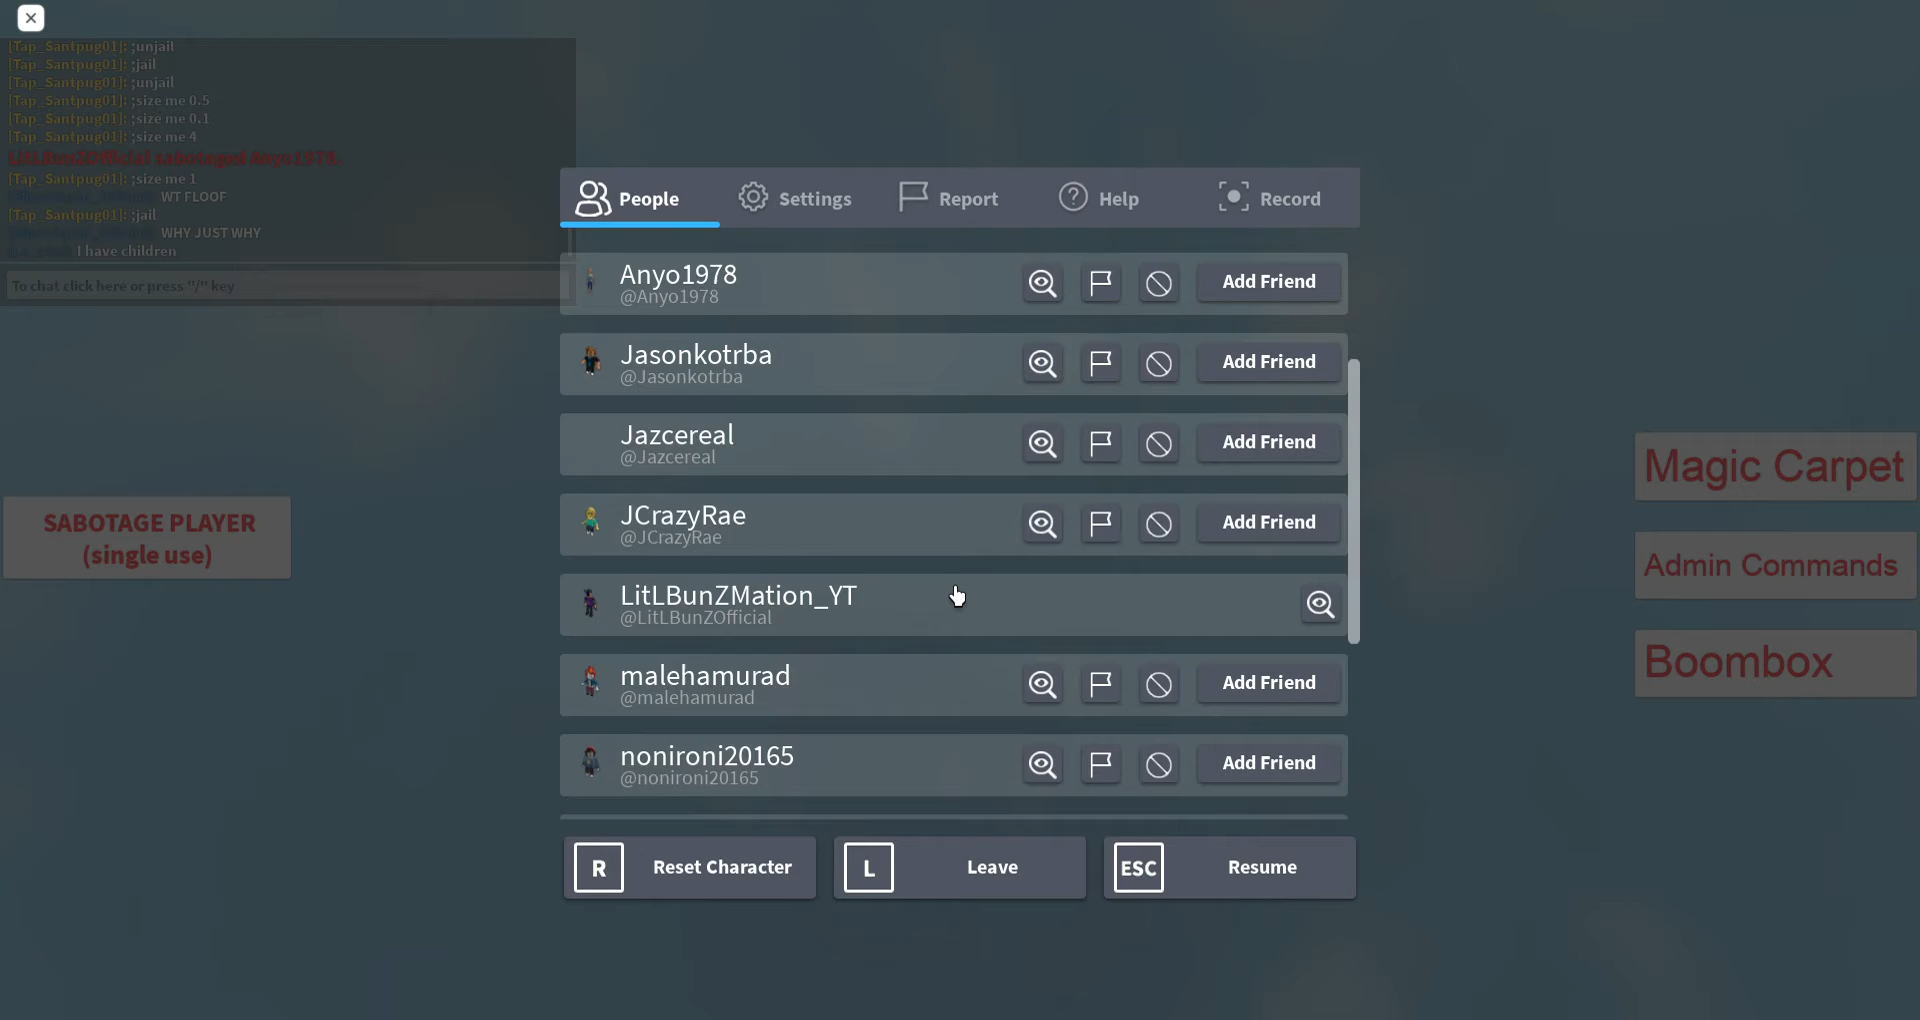 [Tap_Santpug01]: ;unjail
[Tap_Santpug01]: ;jail
[Tap_Santpug01]: ;unjail
[Tap_Santpug01]: ;size me 0.5
[Tap_Santpug01]: ;size me 0.1
[Tap_Santpug01]: ;size me 4
LitLBunZOfficial sabotaged Anyo1978.
[Tap_Santpug01]: ;size me 1
WT FLOOF
[Tap_Santpug01]: ;jail
WHY JUST WHY
I have children
To chat click here or press "/" key
People
Settings
Report
Help
Record
Anyo1978
@Anyo1978
Add Friend
Jasonkotrba
@Jasonkotrba
Add Friend
Jazcereal
@Jazcereal
Add Friend
JCrazyRae
@JCrazyRae
Add Friend
LitLBunZMation_YT
@LitLBunZOfficial
malehamurad
@malehamurad
Add Friend
nonironi20165
@nonironi20165
Add Friend
R
Reset Character
L
Leave
ESC
Resume
SABOTAGE PLAYER
(single use)
Magic Carpet
Admin Commands
Boombox